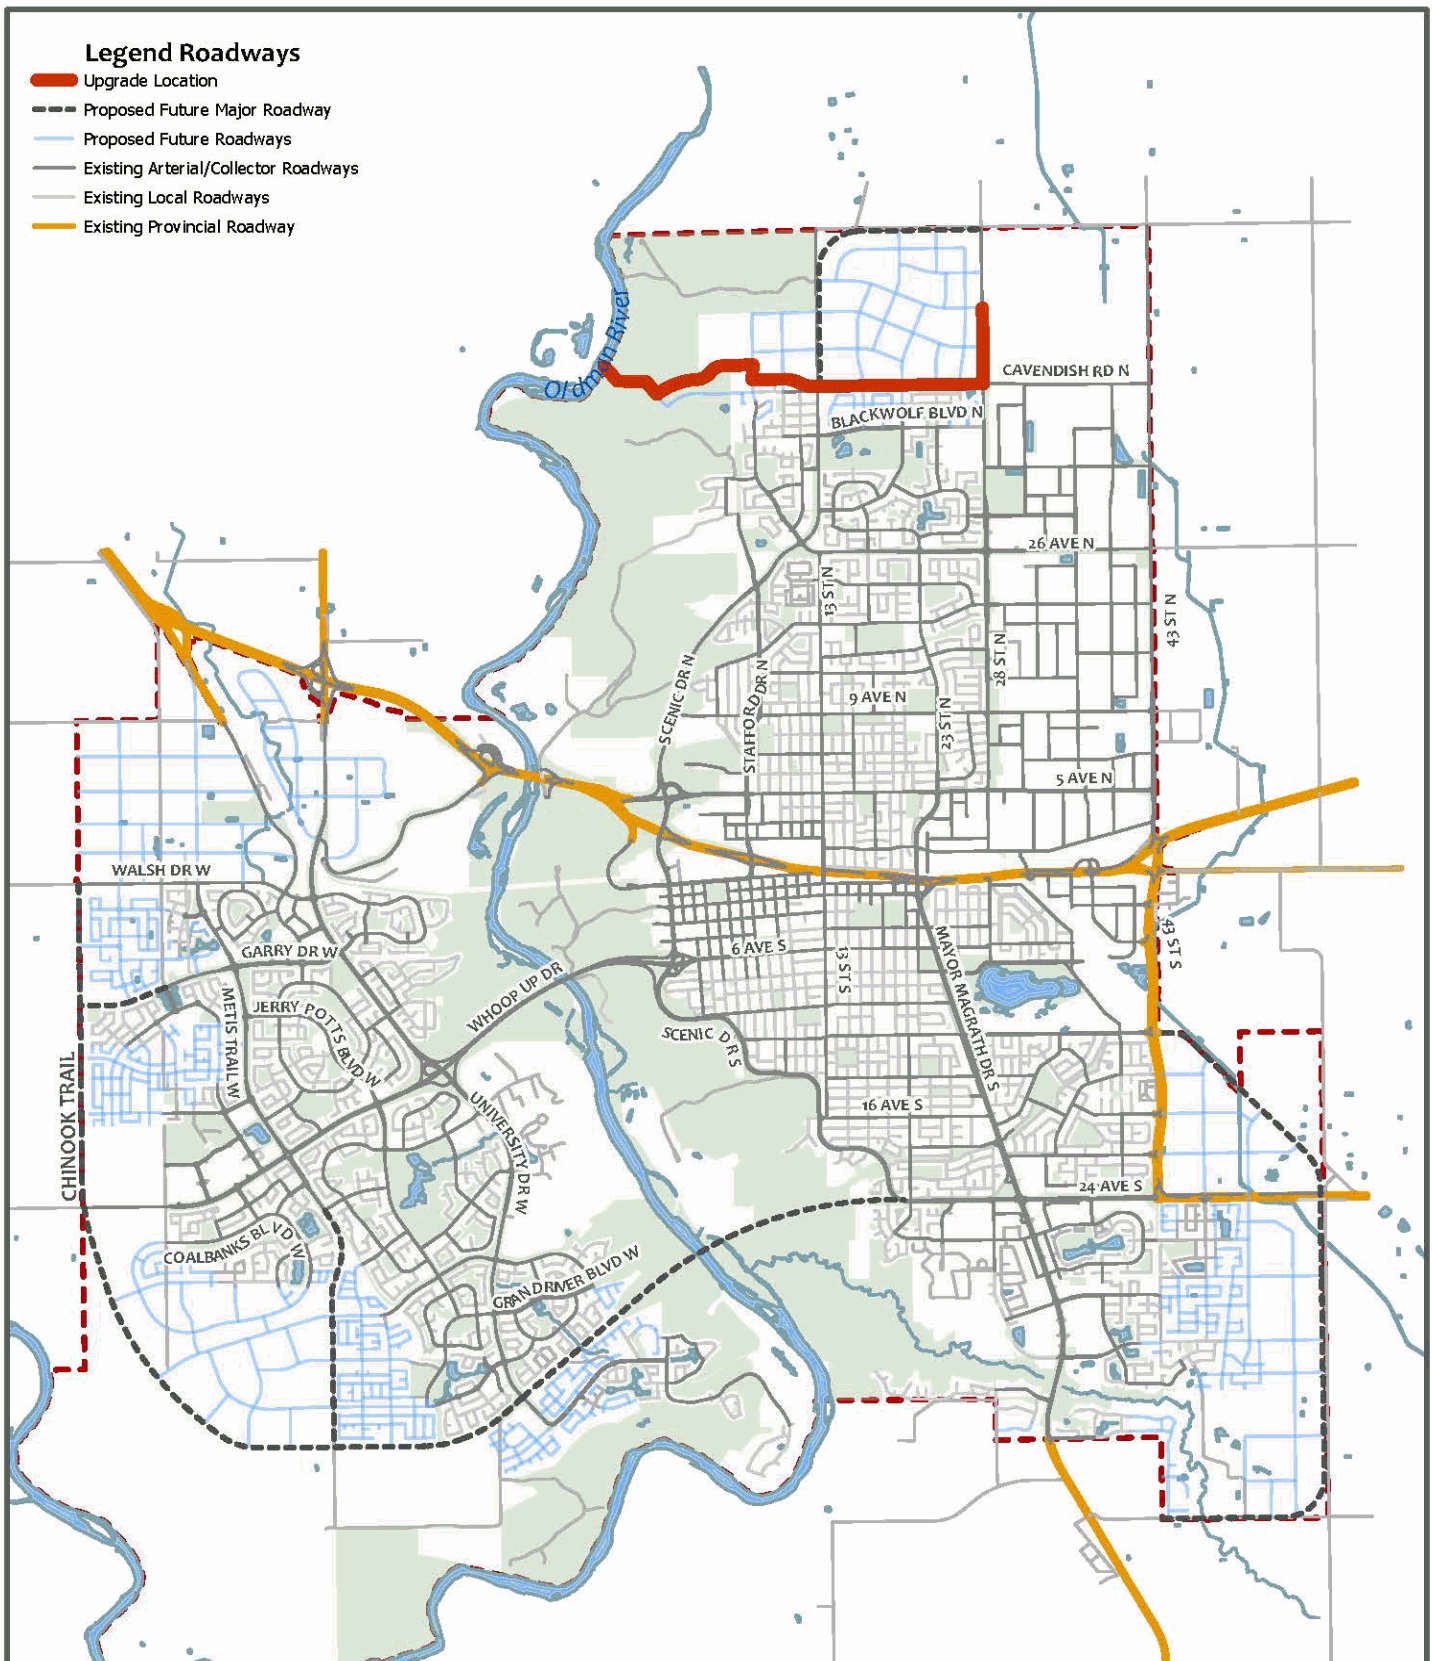 Legend Roadways
Upgrade Location
Proposed Future Major Roadway
Proposed Future Roadways
Existing Arterial/Collector Roadways
Existing Local Roadways
Existing Provincial Roadway
Oldman River
CAVENDISH RD N
BLACKWOLF BLVD N
26 AVE N
13 ST N
43 ST N
28 ST N
SCENIC DR N
STAFFORD DR N
9 AVE N
23 ST N
5 AVE N
WALSH DR W
GARRY DR W
6 AVE S
13 ST S
43 ST S
MAYOR MAGRATH DR S
WHOOP UP DR
METIS TRAIL W
JERRY POTTS BLVD W
SCENIC DR S
CHINOOK TRAIL
UNIVERSITY DR W
16 AVE S
24 AVE S
COALBANKS BLVD W
GRAND RIVER BLVD W